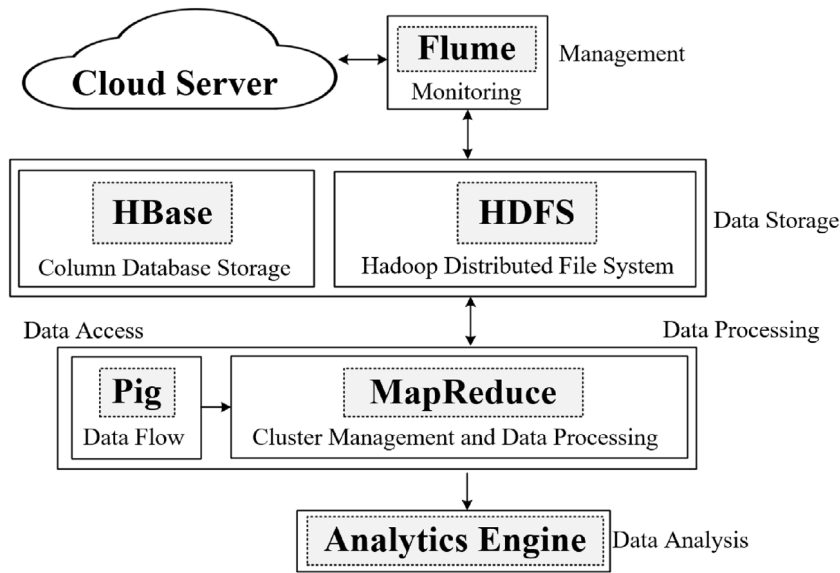 Cloud Server
Flume
Monitoring
Management
HBase
Column Database Storage
HDFS
Hadoop Distributed File System
Data Storage
Data Access
Data Processing
Pig
Data Flow
MapReduce
Cluster Management and Data Processing
Analytics Engine
Data Analysis